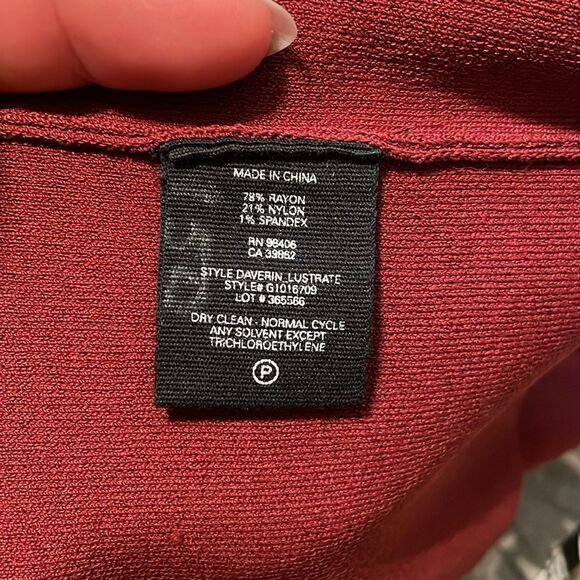 MADE IN CHINA
78% RAYON
21% NYLON
1% SPANDEX
RN 98406
CA 39862
STYLE DAVERIN_LUSTRATE
STYLE# G1016709
LOT # 365566
DRY CLEAN - NORMAL CYCLE
ANY SOLVENT EXCEPT
TRICHLOROETHYLENE
P